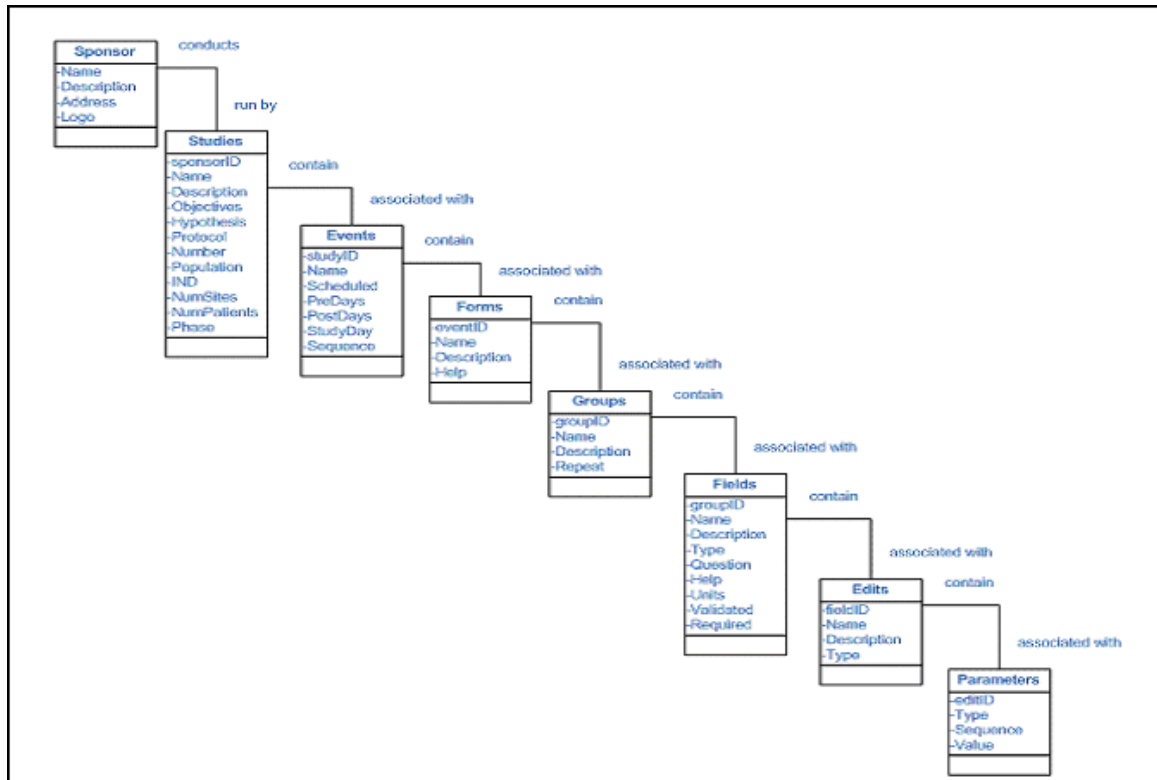 Sponsor
conducts
-Name
-Description
-Address
-Logo
run by
Studies
-sponsorID
-Name
-Description
-Objectives
-Hypothesis
-Protocol
-Number
-Population
-IND
-NumSites
-NumPatients
-Phase
contain
associated with
Events
-studyID
-Name
-Scheduled
-PreDays
-PostDays
-StudyDay
-Sequence
contain
associated with
Forms
-eventID
-Name
-Description
-Help
contain
associated with
Groups
-groupID
-Name
-Description
-Repeat
contain
associated with
Fields
-groupID
-Name
-Description
-Type
-Question
-Help
-Units
-Validated
-Required
contain
associated with
Edits
-fieldID
-Name
-Description
-Type
contain
associated with
Parameters
-editID
-Type
-Sequence
-Value